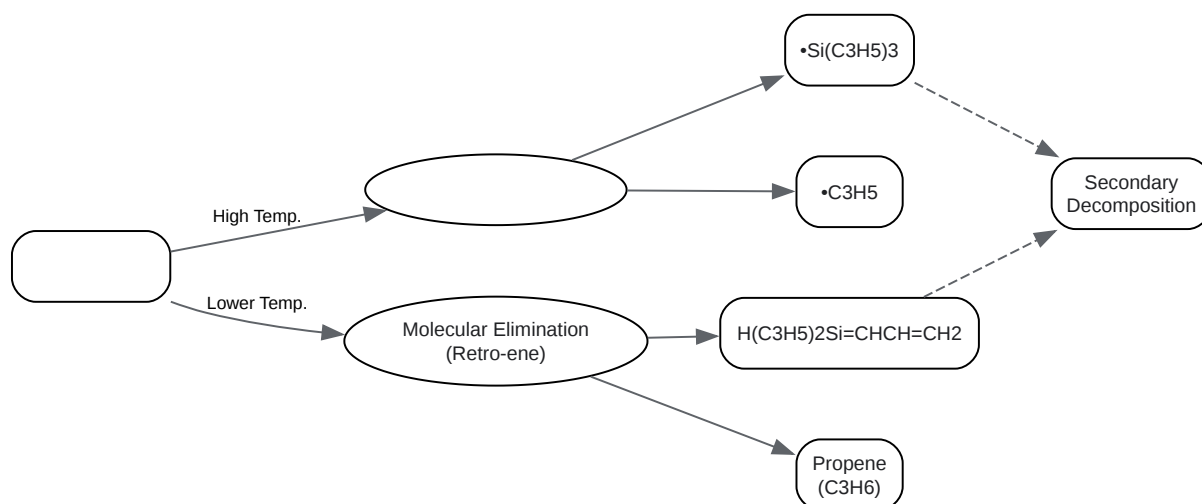 •Si(C3H5)3
•C3H5
Secondary
Decomposition
High Temp.
Lower Temp.
Molecular Elimination
(Retro-ene)
H(C3H5)2Si=CHCH=CH2
Propene
(C3H6)